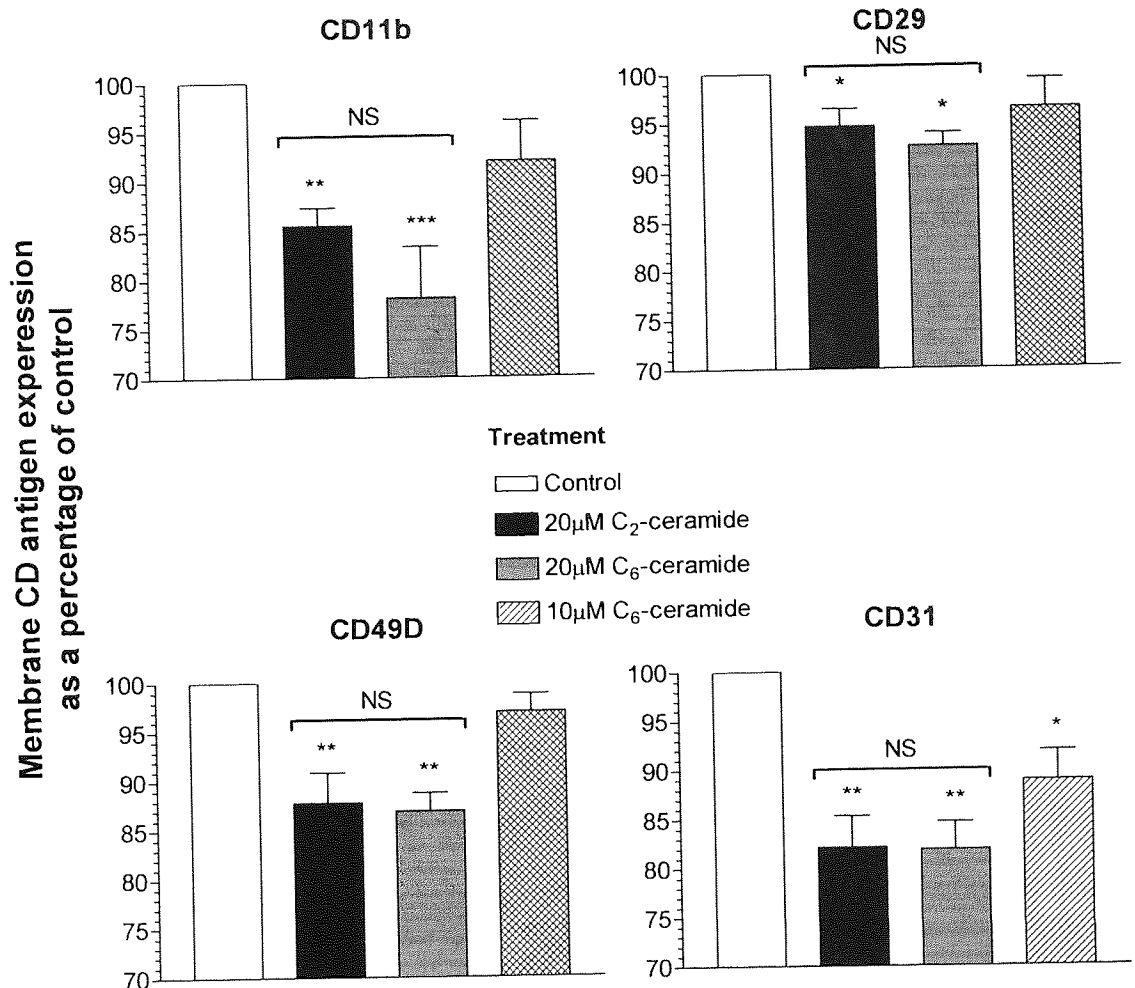 Membrane CD antigen experession
as a percentage of control
CD11b
100
95
90
85
80
75
70
NS
**
***
CD29
NS
100
95
90
85
80
75
70
*
*
Treatment
Control
20μM C₂-ceramide
20μM C₆-ceramide
10μM C₆-ceramide
CD49D
100
95
90
85
80
75
70
NS
**
**
CD31
100
95
90
85
80
75
70
NS
**
**
*